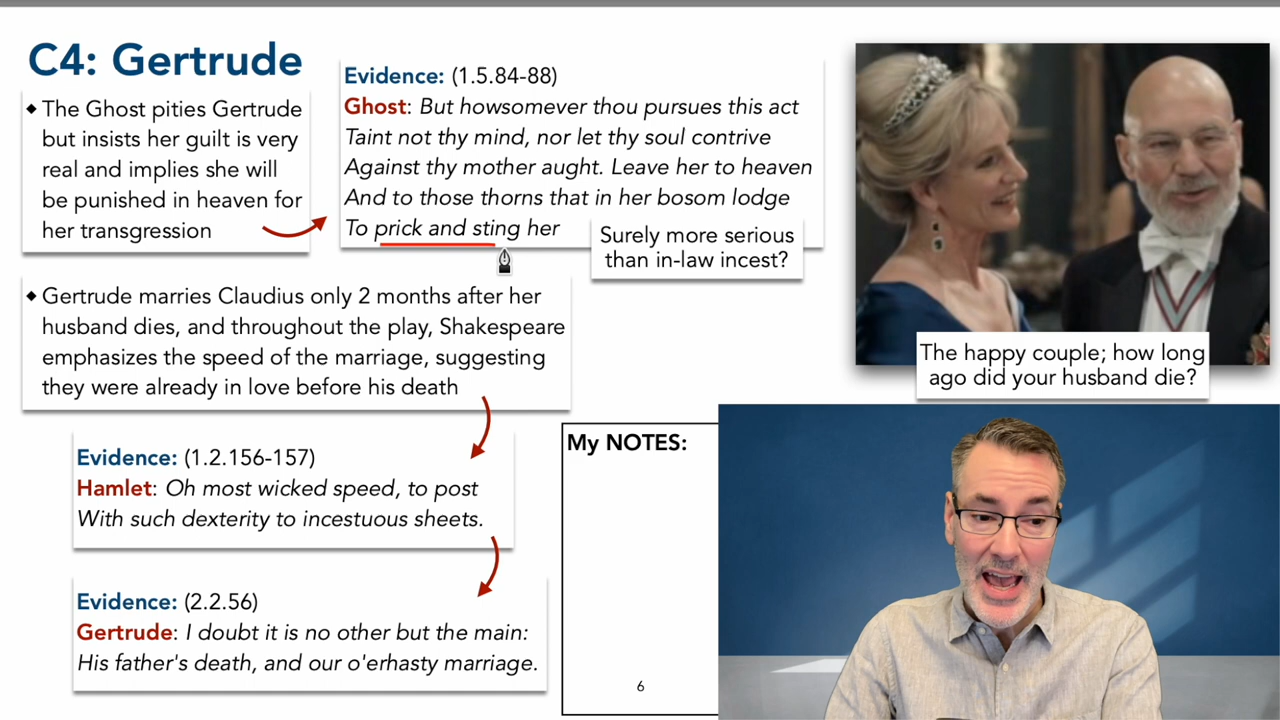 C4: Gertrude
◆ The Ghost pities Gertrude
but insists her guilt is very
real and implies she will
be punished in heaven for
her transgression
Evidence: (1.5.84-88)
Ghost: But howsomever thou pursues this act
Taint not thy mind, nor let thy soul contrive
Against thy mother aught. Leave her to heaven
And to those thorns that in her bosom lodge
To prick and sting her
Surely more serious
than in-law incest?
◆ Gertrude marries Claudius only 2 months after her
husband dies, and throughout the play, Shakespeare
emphasizes the speed of the marriage, suggesting
they were already in love before his death
Evidence: (1.2.156-157)
Hamlet: Oh most wicked speed, to post
With such dexterity to incestuous sheets.
Evidence: (2.2.56)
Gertrude: I doubt it is no other but the main:
His father's death, and our o'erhasty marriage.
The happy couple; how long
ago did your husband die?
My NOTES:
6